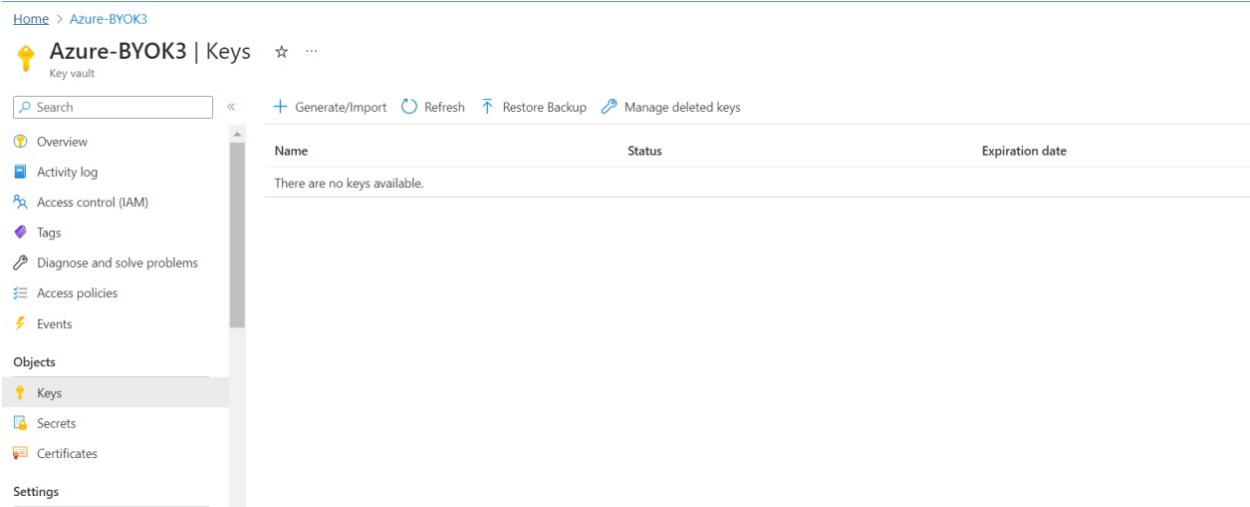 Home > Azure-BYOK3
Azure-BYOK3 | Keys ☆ ...
Key vault
Search «
+ Generate/Import Refresh Restore Backup Manage deleted keys
Overview
Activity log
Access control (IAM)
Tags
Diagnose and solve problems
Access policies
Events
Objects
Keys
Secrets
Certificates
Settings
Name Status Expiration date
There are no keys available.